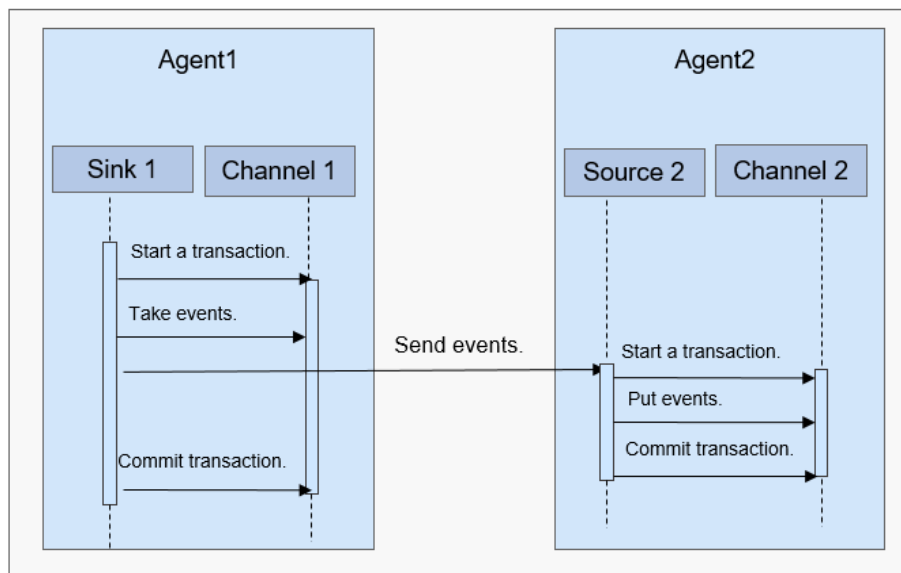 Agent1
Agent2
Sink 1
Channel 1
Source 2
Channel 2
Start a transaction.
Take events.
Send events.
Start a transaction.
Put events.
Commit transaction.
Commit transaction.